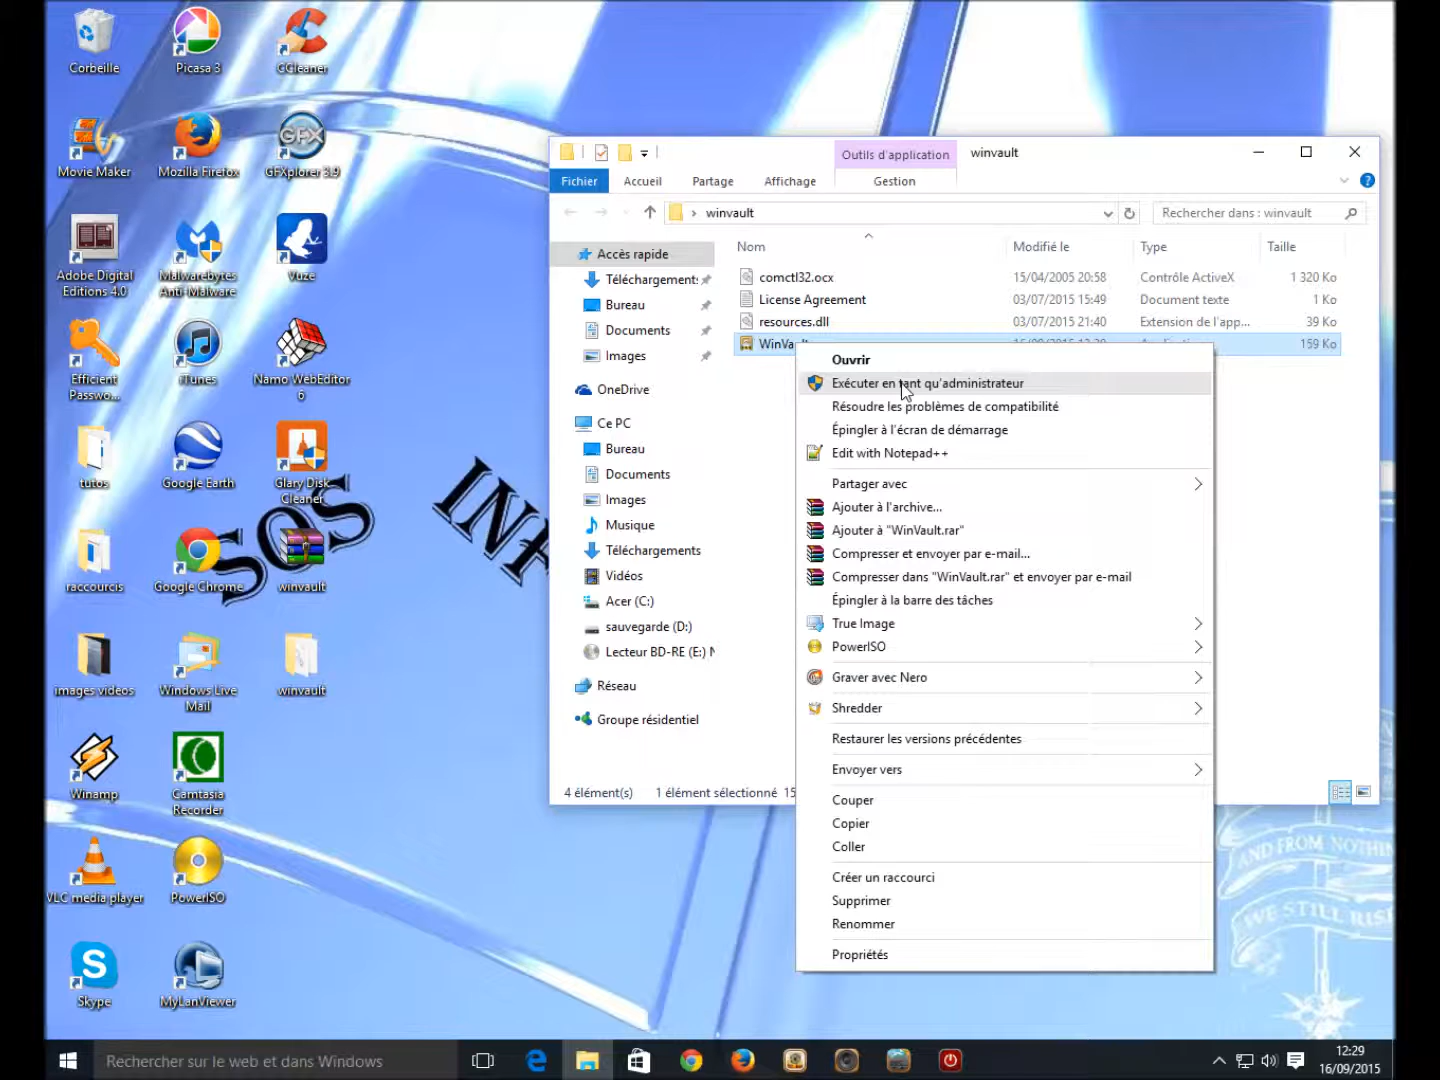 Corbeille
Picasa 3
CCleaner
Movie Maker
Mozilla Firefox
GFXplorer 3.9
Adobe Digital
Editions 4.0
Malwarebytes
Anti-Malware
Vuze
Efficient
Passwo...
iTunes
Namo WebEditor
6
tutos
Google Earth
Glary Disk
Cleaner
raccourcis
Google Chrome
winvault
images videos
Windows Live
Mail
winvault
Winamp
Camtasia
Recorder
VLC media player
PowerISO
Skype
MyLanViewer
SOS
Outils d'application
winvault
Fichier
Accueil
Partage
Affichage
Gestion
winvault
Rechercher dans : winvault
Nom
Modifié le
Type
Taille
Accès rapide
Téléchargement:
Bureau
Documents
Images
OneDrive
Ce PC
Bureau
Documents
Images
Musique
Téléchargements
Vidéos
Acer (C:)
sauvegarde (D:)
Lecteur BD-RE (E:) N
Réseau
Groupe résidentiel
comctl32.ocx 15/04/2005 20:58 Contrôle ActiveX 1 320 Ko
License Agreement 03/07/2015 15:49 Document texte 1 Ko
resources.dll 03/07/2015 21:40 Extension de l'app... 39 Ko
159 Ko
Ouvrir
Exécuter en tant qu'administrateur
Résoudre les problèmes de compatibilité
Épingler à l'écran de démarrage
Edit with Notepad++
Partager avec
Ajouter à l'archive...
Ajouter à "WinVault.rar"
Compresser et envoyer par e-mail...
Compresser dans "WinVault.rar" et envoyer par e-mail
Épingler à la barre des tâches
True Image
PowerISO
Graver avec Nero
Shredder
Restaurer les versions précédentes
Envoyer vers
Couper
Copier
Coller
Créer un raccourci
Supprimer
Renommer
Propriétés
4 élément(s)
1 élément sélectionné 15
AND FROM NOTHIN
WE STILL RIS
Rechercher sur le web et dans Windows
12:29
16/09/2015